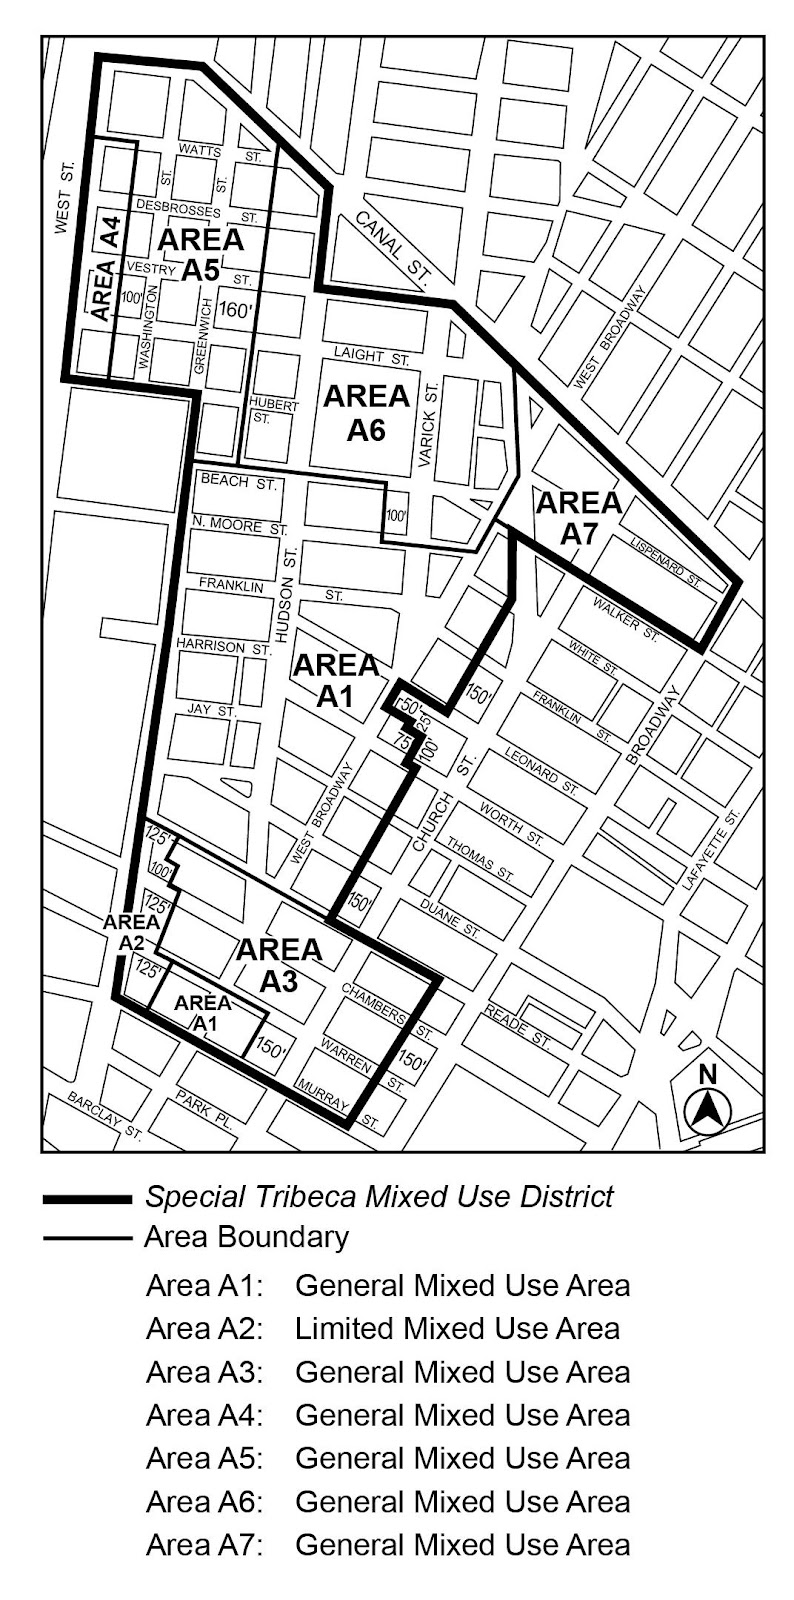 WEST ST.
WATTS ST.
ST.
ST.
DESBROSSES ST.
CANAL ST.
AREA A4
AREA
A5
VESTRY ST.
100'
WASHINGTON
GREENWICH
160'
WEST BROADWAY
LAIGHT ST.
AREA
A6
VARICK ST.
HUBERT
ST.
BEACH ST.
100'
AREA
A7
N. MOORE ST.
LISPENARD ST.
FRANKLIN ST.
HUDSON ST.
WALKER ST.
HARRISON ST.
WHITE ST.
AREA
A1
150'
50'
25'
75'
100'
FRANKLIN ST.
JAY ST.
BROADWAY
LEONARD ST.
CHURCH ST.
WEST BROADWAY
WORTH ST.
LAFAYETTE ST.
THOMAS ST.
125'
100'
125'
150'
DUANE ST.
AREA
A2
AREA
A3
125'
AREA
A1
CHAMBERS ST.
READE ST.
150'
WARREN ST.
150'
MURRAY ST.
PARK PL.
BARCLAY ST.
N
Special Tribeca Mixed Use District
Area Boundary
Area A1: General Mixed Use Area
Area A2: Limited Mixed Use Area
Area A3: General Mixed Use Area
Area A4: General Mixed Use Area
Area A5: General Mixed Use Area
Area A6: General Mixed Use Area
Area A7: General Mixed Use Area